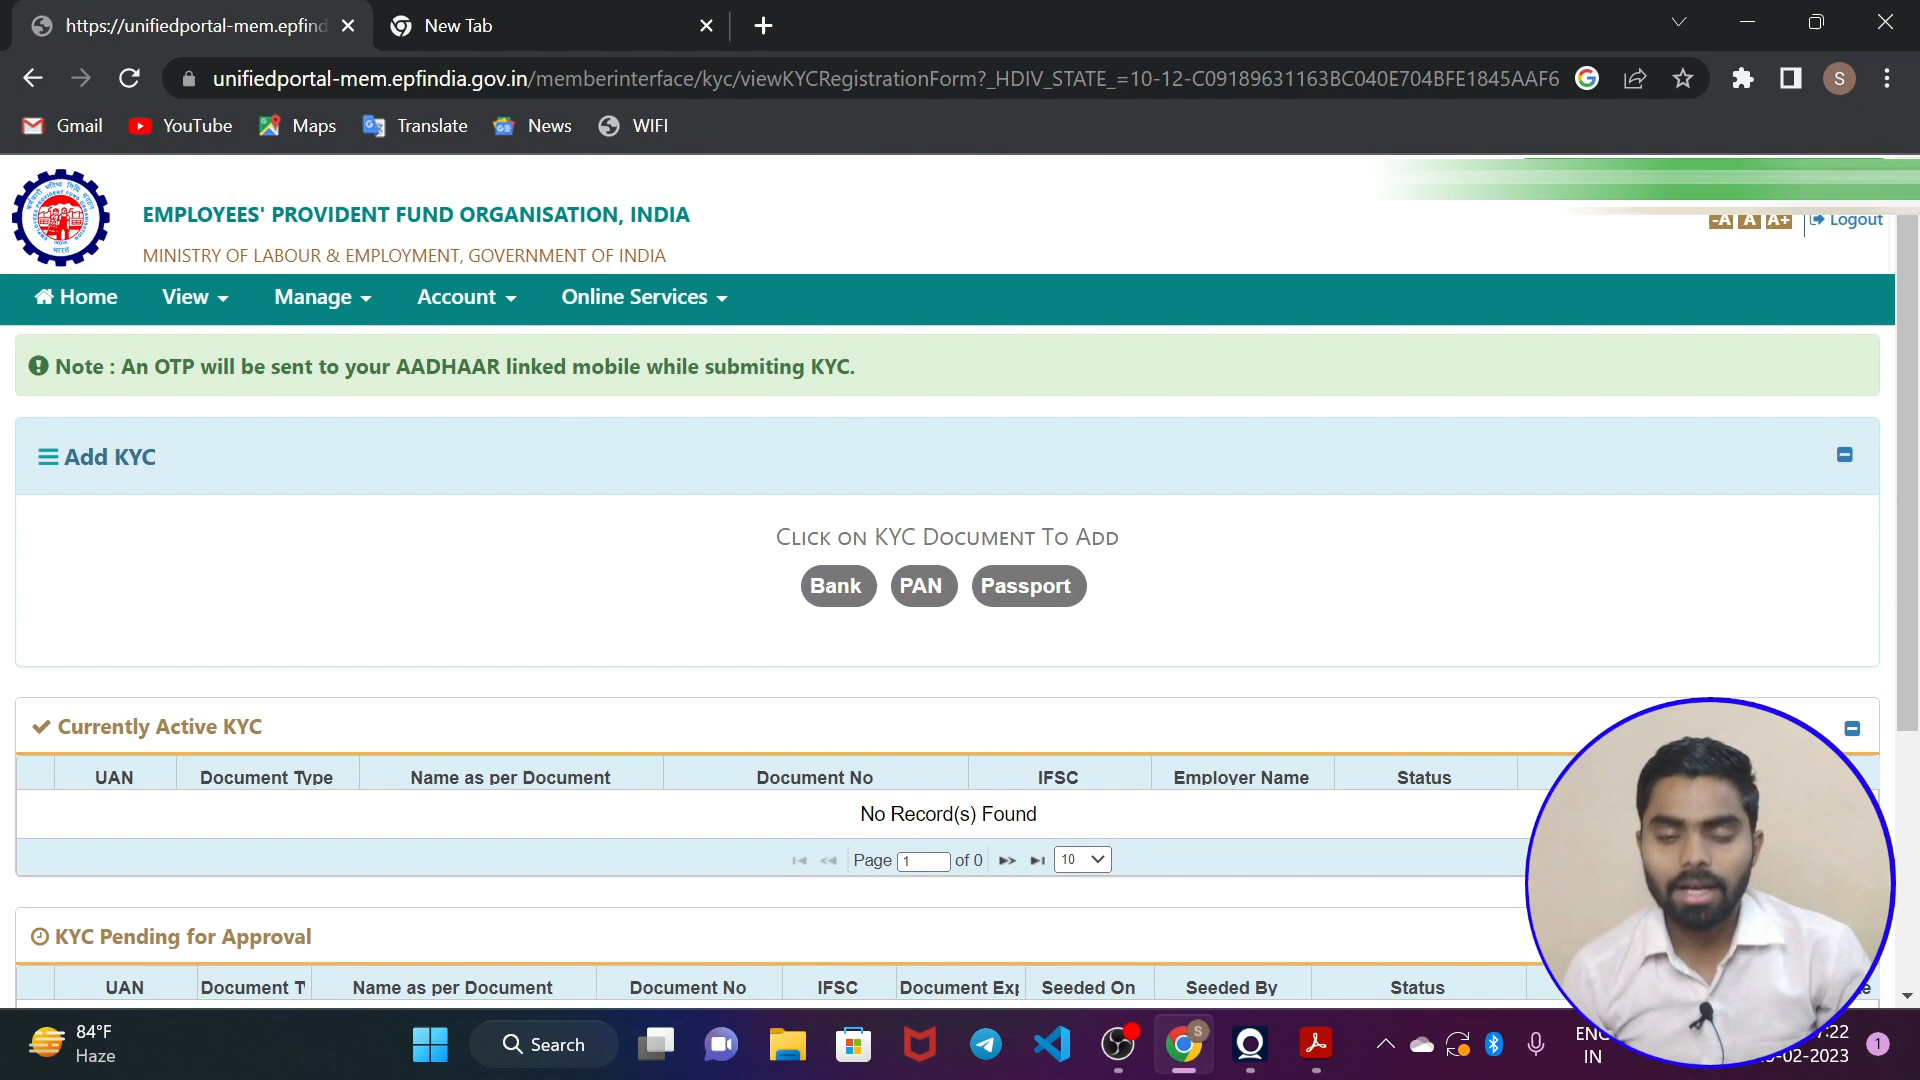 https://unifiedportal-mem.epfind
New Tab
unifiedportal-mem.epfindia.gov.in/memberinterface/kyc/viewKYCRegistrationForm?_HDIV_STATE_=10-12-C09189631163BC040E704BFE1845AAF6
S
Gmail YouTube Maps Translate News WIFI
EMPLOYEES' PROVIDENT FUND ORGANISATION, INDIA
MINISTRY OF LABOUR & EMPLOYMENT, GOVERNMENT OF INDIA
-A A A+ Logout
Home View Manage Account Online Services
Note : An OTP will be sent to your AADHAAR linked mobile while submiting KYC.
Add KYC
Click on KYC Document To Add
Bank PAN Passport
Currently Active KYC
UAN Document Type Name as per Document Document No IFSC Employer Name Status
No Record(s) Found
Page 1 of 0 10
KYC Pending for Approval
UAN Document T Name as per Document Document No IFSC Document Exp Seeded On Seeded By Status
84°F
Haze
Search
S
ENG
IN
:22
-02-2023
1